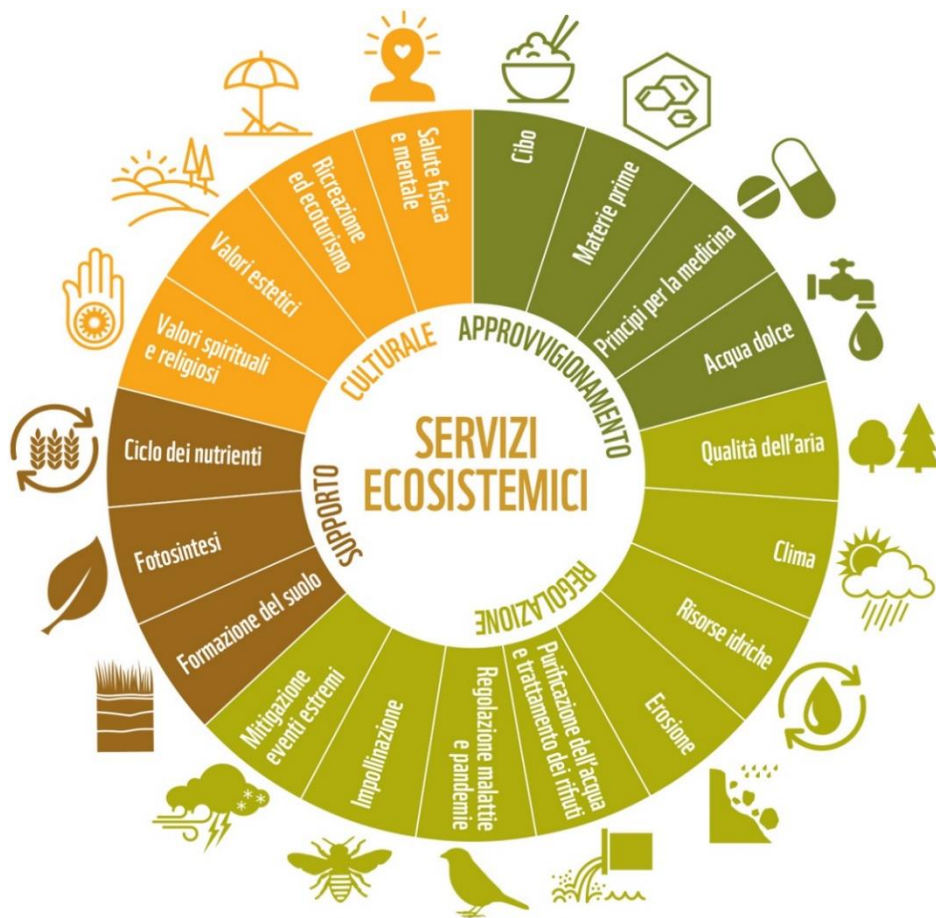 SERVIZI
ECOSISTEMICI
APPROVVIGIONAMENTO
Cibo
Materie prime
Principi per la medicina
Acqua dolce
REGOLAZIONE
Qualità dell'aria
Clima
Risorse idriche
Erosione
Purificazione dell'acqua
e trattamento dei rifiuti
Regolazione malattie
e pandemie
Impollinazione
Mitigazione
eventi estremi
SUPPORTO
Formazione del suolo
Fotosintesi
Ciclo dei nutrienti
CULTURALE
Valori spirituali
e religiosi
Valori estetici
Ricreazione
ed ecoturismo
Salute fisica
e mentale